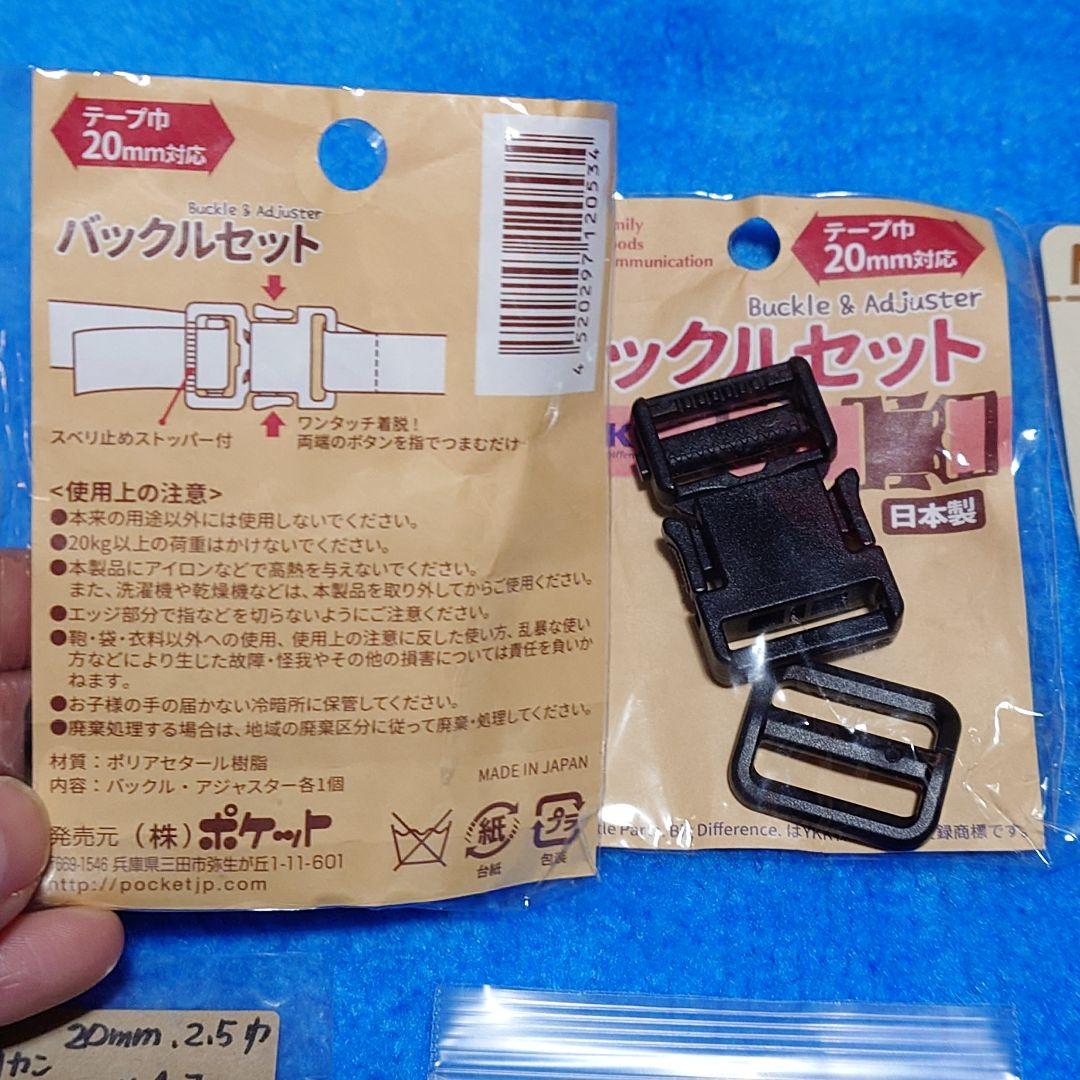 テープ巾
20mm対応
Buckle & Adjuster
バックルセット
4 520297 120534
スベリ止めストッパー付
ワンタッチ着脱！
両端のボタンを指でつまむだけ
<使用上の注意>
●本来の用途以外には使用しないでください。
●20kg以上の荷重はかけないでください。
●本製品にアイロンなどで高熱を与えないでください。
また、洗濯機や乾燥機などは、本製品を取り外してからご使用ください。
●エッジ部分で指などを切らないようにご注意ください。
●鞄・袋・衣料以外への使用、使用上の注意に反した使い方、乱暴な使い
方などにより生じた故障・怪我やその他の損害については責任を負いか
ねます。
●お子様の手の届かない冷暗所に保管してください。
●廃棄処理する場合は、地域の廃棄区分に従って廃棄・処理してください。
材質：ポリアセタール樹脂
内容：バックル・アジャスター各1個
MADE IN JAPAN
発売元（株）ポケット
〒669-1546 兵庫県三田市弥生が丘1-11-601
http://pocketjp.com
紙
台紙
プラ
包装
mily
oods
mmunication
テープ巾
20mm対応
Buckle & Adjuster
ックルセット
K
日本製
Difference. はYKK
録商標です。
20mm.2.5巾
カン